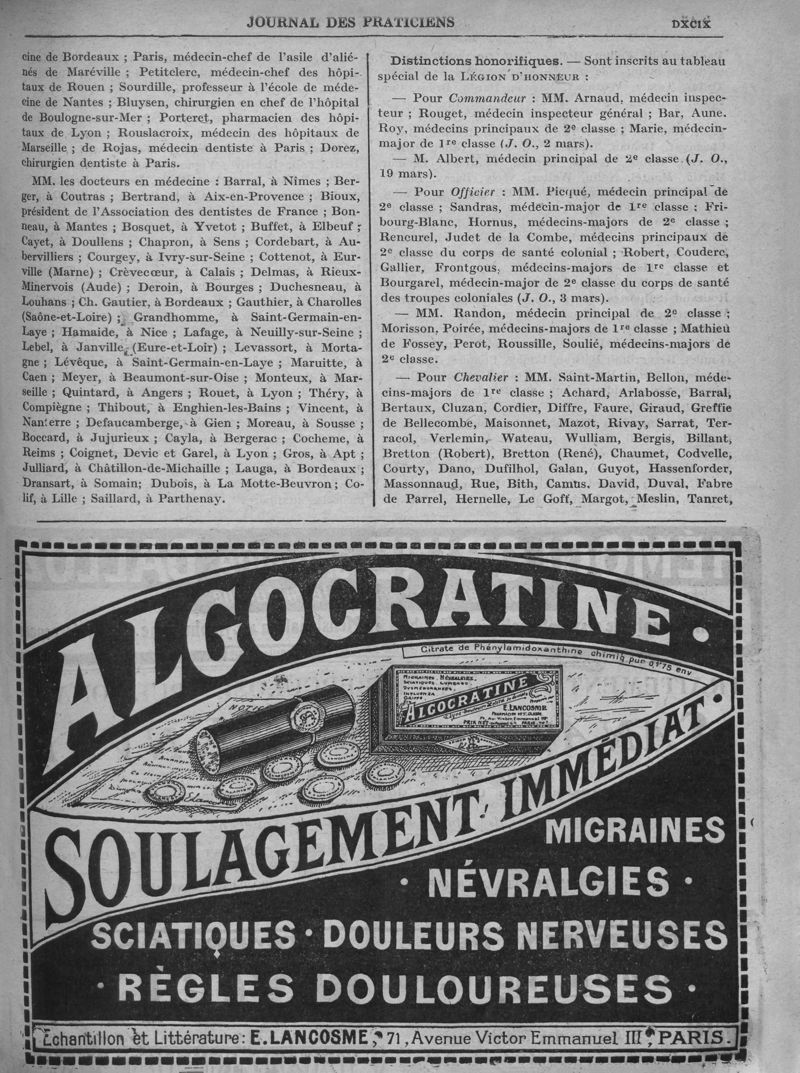 JOURNAL DES PRATICIENS
DXCIX
cine de Bordeaux ; Paris, médecin-chef de l'asile d'alié-
nés de Maréville ; Petitclerc, médecin-chef des hôpi-
taux de Rouen ; Sourdille, professeur à l'école de méde-
cine de Nantes ; Bluysen, chirurgien en chef de l'hôpital
de Boulogne-sur-Mer ; Porteret, pharmacien des hôpi-
taux de Lyon ; Rouslacroix, médecin des hôpitaux de
Marseille ; de Rojas, médecin dentiste à Paris ; Dorez,
chirurgien dentiste à Paris.
MM. les docteurs en médecine : Barral, à Nîmes ; Ber-
ger, à Coutras ; Bertrand, à Aix-en-Provence ; Bioux,
président de l'Association des dentistes de France ; Bon-
neau, à Mantes ; Bosquet, à Yvetot ; Buffet, à Elbeuf ;
Cayet, à Doullens ; Chapron, à Sens ; Cordebart, à Au-
bervilliers ; Courgey, à Ivry-sur-Seine ; Cottenot, à Eur-
ville (Marne) ; Crèvecœur, à Calais ; Delmas, à Rieux-
Minervois (Aude) ; Deroin, à Bourges ; Duchesneau, à
Louhans ; Ch. Gautier, à Bordeaux ; Gauthier, à Charolles
(Saône-et-Loire) ; Grandhomme, à Saint-Germain-en-
Laye ; Hamaide, à Nice ; Lafage, à Neuilly-sur-Seine ;
Lebel, à Janville (Eure-et-Loir) ; Levassort, à Morta-
gne ; Lévêque, à Saint-Germain-en-Laye ; Maruitte, à
Caen ; Meyer, à Beaumont-sur-Oise ; Monteux, à Mar-
seille ; Quintard, à Angers ; Rouet, à Lyon ; Théry, à
Compiègne ; Thibout, à Enghien-les-Bains ; Vincent, à
Nanterre ; Defaucamberge, à Gien ; Moreau, à Sousse ;
Boccard, à Jujurieux ; Cayla, à Bergerac ; Cocheme, à
Reims ; Coignet, Devic et Garel, à Lyon ; Gros, à Apt ;
Julliard, à Châtillon-de-Michaille ; Lauga, à Bordeaux ;
Dransart, à Somain; Dubois, à La Motte-Beuvron; Co-
lif, à Lille ; Saillard, à Parthenay.
Distinctions honorifiques. — Sont inscrits au tableau
spécial de la LÉGION D'HONNEUR :
— Pour Commandeur : MM. Arnaud, médecin inspec-
teur ; Rouget, médecin inspecteur général ; Bar, Aune.
Roy, médecins principaux de 2e classe ; Marie, médecin-
major de 1re classe (J. O., 2 mars).
— M. Albert, médecin principal de 2e classe (J. O.,
19 mars).
— Pour Officier : MM. Picqué, médecin principal de
2e classe ; Sandras, médecin-major de 1re classe ; Fri-
bourg-Blanc, Hornus, médecins-majors de 2e classe ;
Rencurel, Judet de la Combe, médecins principaux de
2e classe du corps de santé colonial ; Robert, Couderc,
Gallier, Frontgous, médecins-majors de 1re classe et
Bourgarel, médecin-major de 2e classe du corps de santé
des troupes coloniales (J. O., 3 mars).
— MM. Randon, médecin principal de 2e classe ;
Morisson, Poirée, médecins-majors de 1re classe ; Mathieu
de Fossey, Perot, Roussille, Soulié, médecins-majors de
2e classe.
— Pour Chevalier : MM. Saint-Martin, Bellon, méde-
cins-majors de 1re classe ; Achard, Arlabosse, Barral,
Bertaux, Cluzan, Cordier, Diffre, Faure, Giraud, Greffie
de Bellecombe, Maisonnet, Mazot, Rivay, Sarrat, Ter-
racol, Verlemin, Wateau, Wulliam, Bergis, Billant,
Bretton (Robert), Bretton (René), Chaumet, Codvelle,
Courty, Dano, Dufilhol, Galan, Guyot, Hassenforder,
Massonnaud, Rue, Bith, Camus, David, Duval, Fabre
de Parrel, Hernelle, Le Goff, Margot, Meslin, Tanret,
ALGOCRATINE ·
Citrate de Phénylamidoxanthine chimiq pur 0,175 env
NOTICE
MIGRAINES NÉVRALGIES
SCIATIQUES LUMBAGO
DYSMÉNORRHÉES
INFLUENZA
GRIPPE
ALGOCRATINE
E.LANCOSME
SOULAGEMENT IMMÉDIAT ·
MIGRAINES
· NÉVRALGIES ·
SCIATIQUES · DOULEURS NERVEUSES
· RÈGLES DOULOUREUSES ·
Échantillon et Littérature: E.LANCOSME, 71, Avenue Victor Emmanuel III, PARIS.